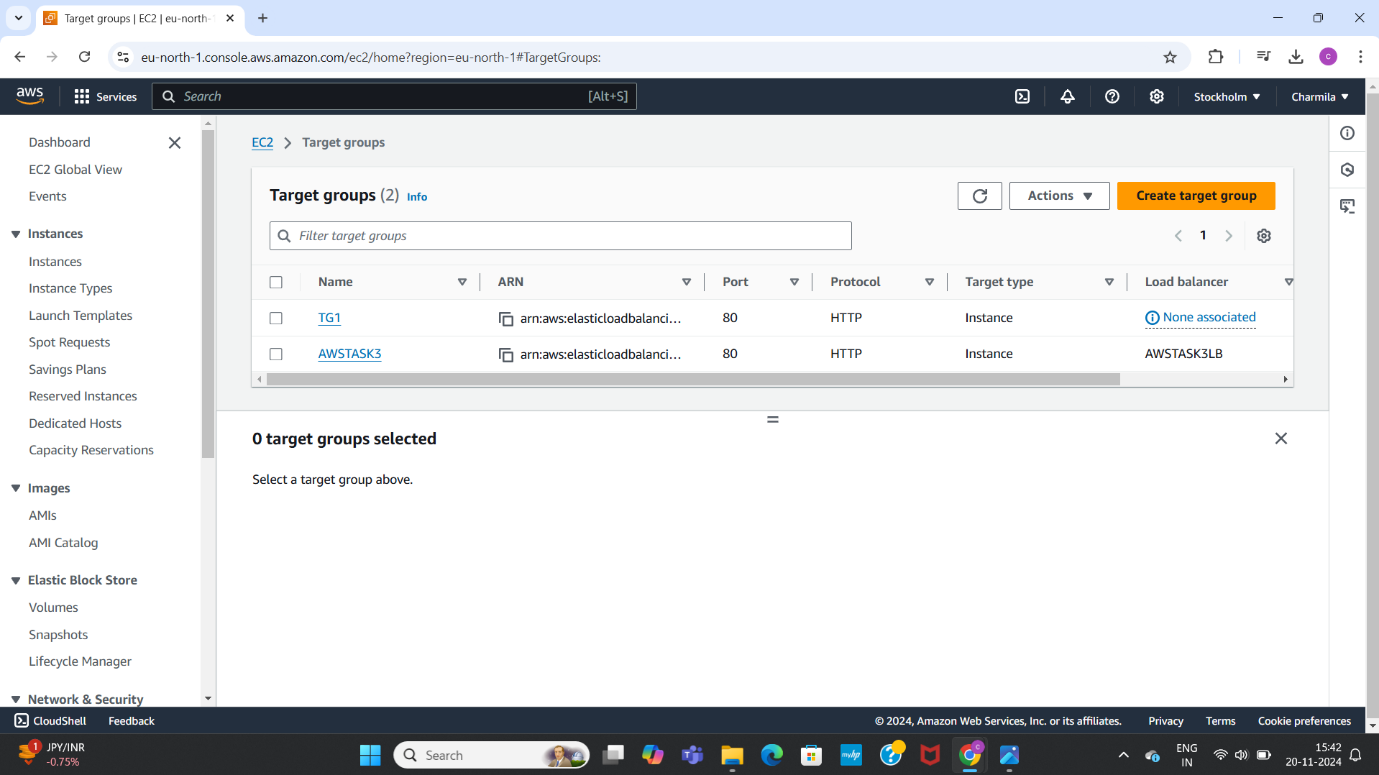 Target groups | EC2 | eu-north-1
eu-north-1.console.aws.amazon.com/ec2/home?region=eu-north-1#TargetGroups:
C
aws
Services
Search
[Alt+S]
Stockholm
Charmila
Dashboard
EC2 Global View
Events
Instances
Instances
Instance Types
Launch Templates
Spot Requests
Savings Plans
Reserved Instances
Dedicated Hosts
Capacity Reservations
Images
AMIs
AMI Catalog
Elastic Block Store
Volumes
Snapshots
Lifecycle Manager
Network & Security
EC2 > Target groups
Target groups (2) Info
Actions
Create target group
Filter target groups
1
Name ARN Port Protocol Target type Load balancer
TG1 arn:aws:elasticloadbalanci... 80 HTTP Instance None associated
AWSTASK3 arn:aws:elasticloadbalanci... 80 HTTP Instance AWSTASK3LB
0 target groups selected
Select a target group above.
CloudShell Feedback
© 2024, Amazon Web Services, Inc. or its affiliates. Privacy Terms Cookie preferences
1
JPY/INR
-0.75%
Search
myhp
C
ENG
IN
15:42
20-11-2024